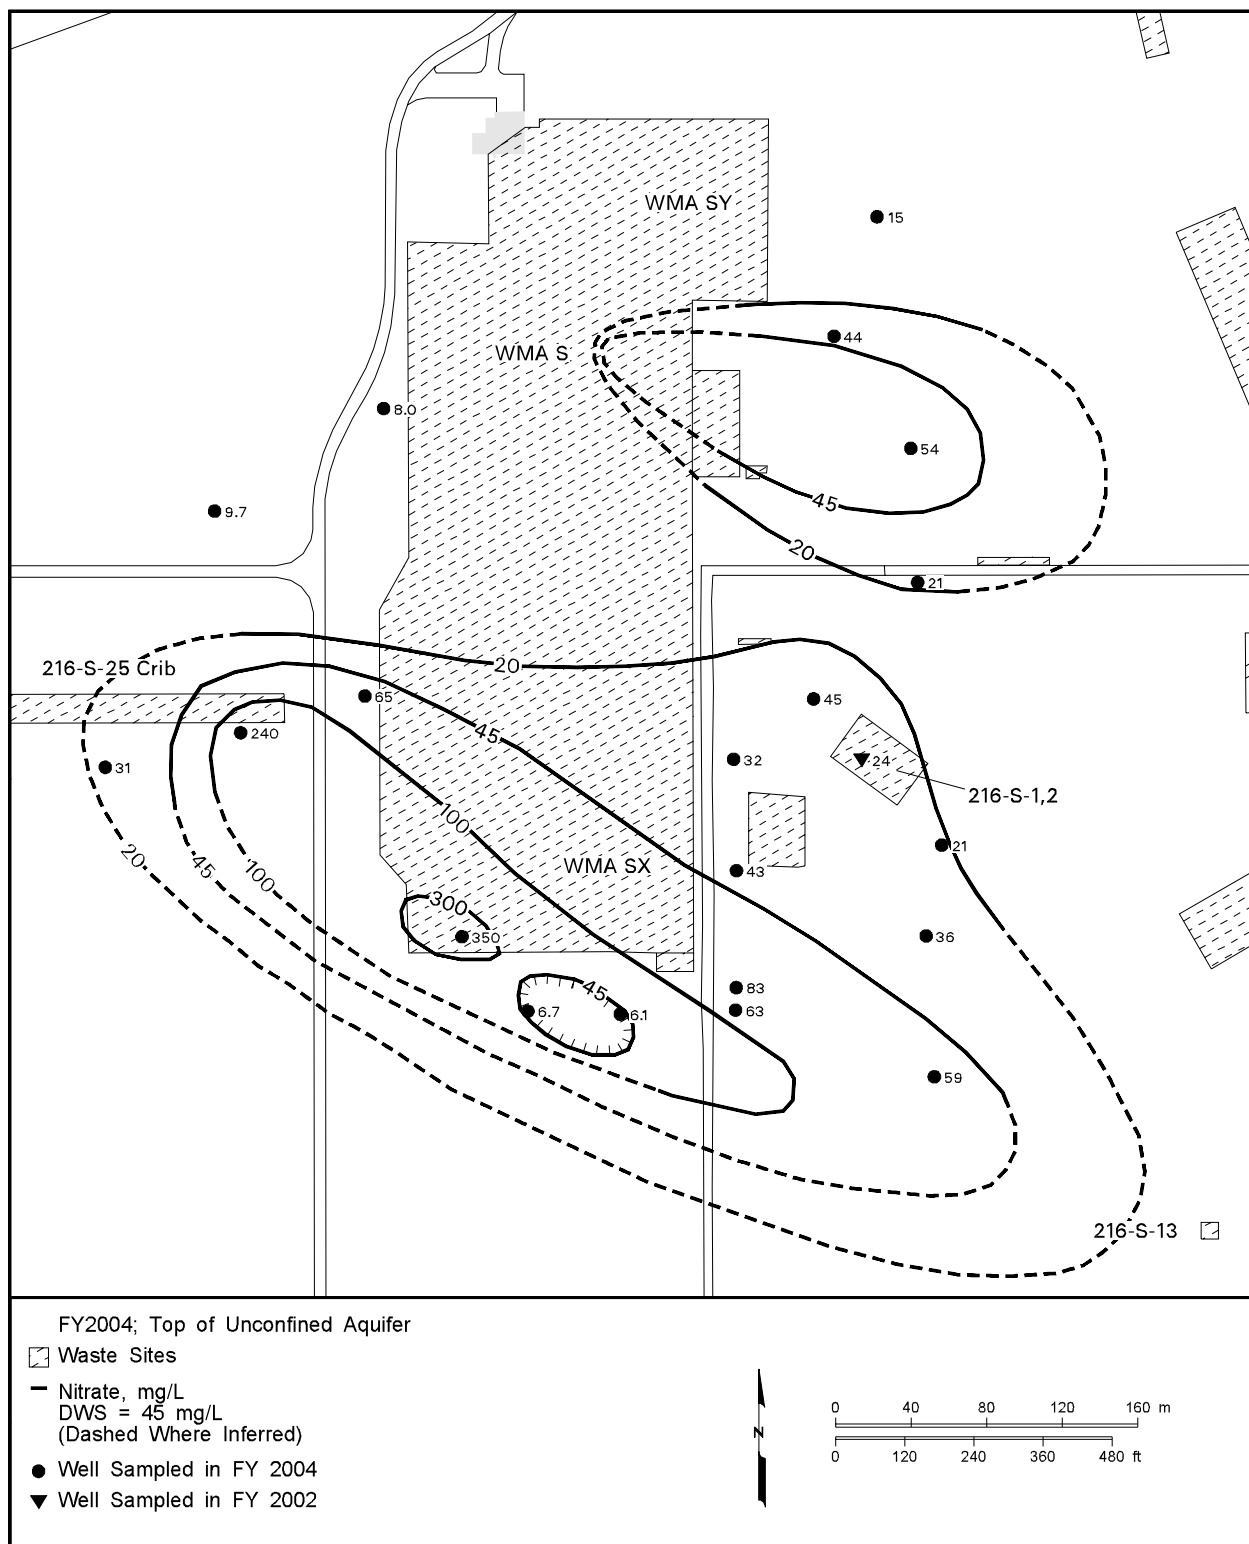 WMA SY
15
44
WMA S
8.0
54
9.7
45
20
21
20
216-S-25 Crib
65
45
45
240
32
24
31
216-S-1,2
100
21
20
45
100
WMA SX
43
300
350
36
83
45
6.7
6.1
63
59
216-S-13
FY2004; Top of Unconfined Aquifer
Waste Sites
Nitrate, mg/L
DWS = 45 mg/L
(Dashed Where Inferred)
Well Sampled in FY 2004
Well Sampled in FY 2002
N
0 40 80 120 160 m
0 120 240 360 480 ft